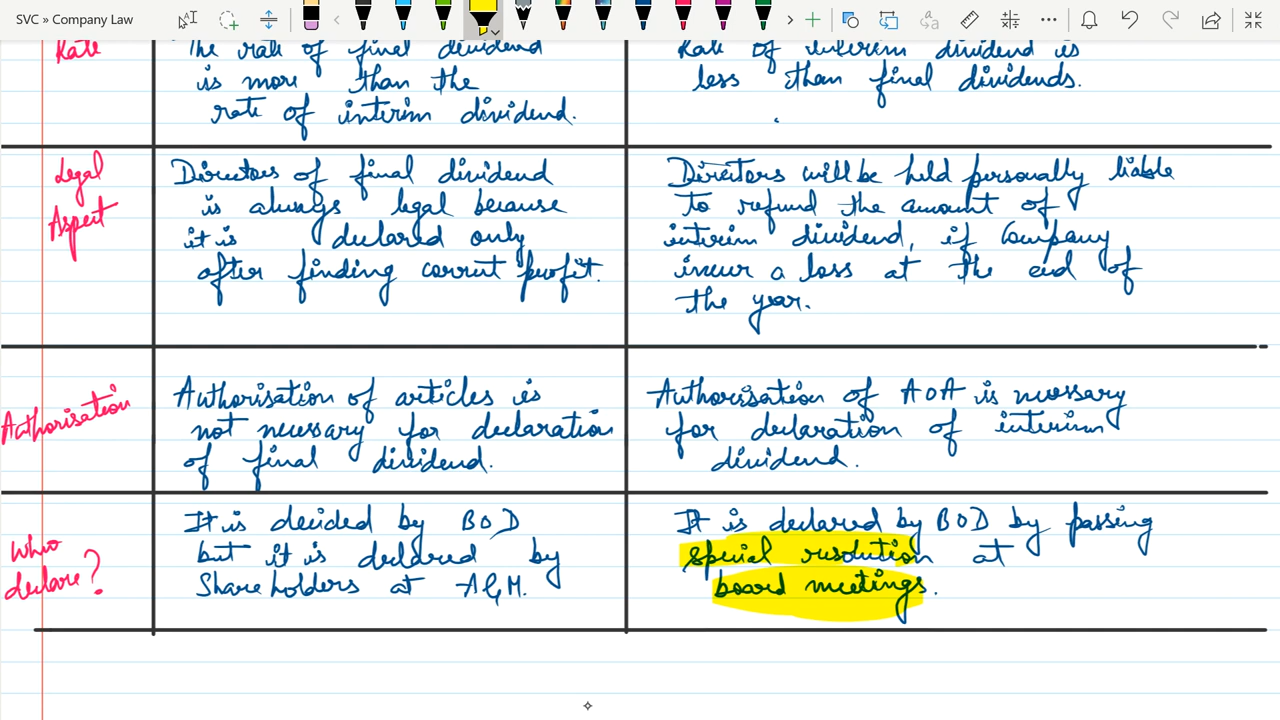 SVC » Company Law
Rate
The rate of final dividend
is more than the
rate of interim dividend.
Rate of interim dividend is
less than final dividends.
Legal
Aspect
Directors of final dividend
is always legal because
it is declared only
after finding correct profit.
Directors will be held personally liable
to refund the amount of
interim dividend, if Company
incur a loss at the end of
the year.
Authorisation
Authorisation of articles is
not necessary for declaration
of final dividend.
Authorisation of AOA is necessary
for declaration of interim
dividend.
Who
declare?
It is decided by BOD
but it is declared by
Shareholders at AGM.
It is declared by BOD by passing
special resolution at
board meetings.